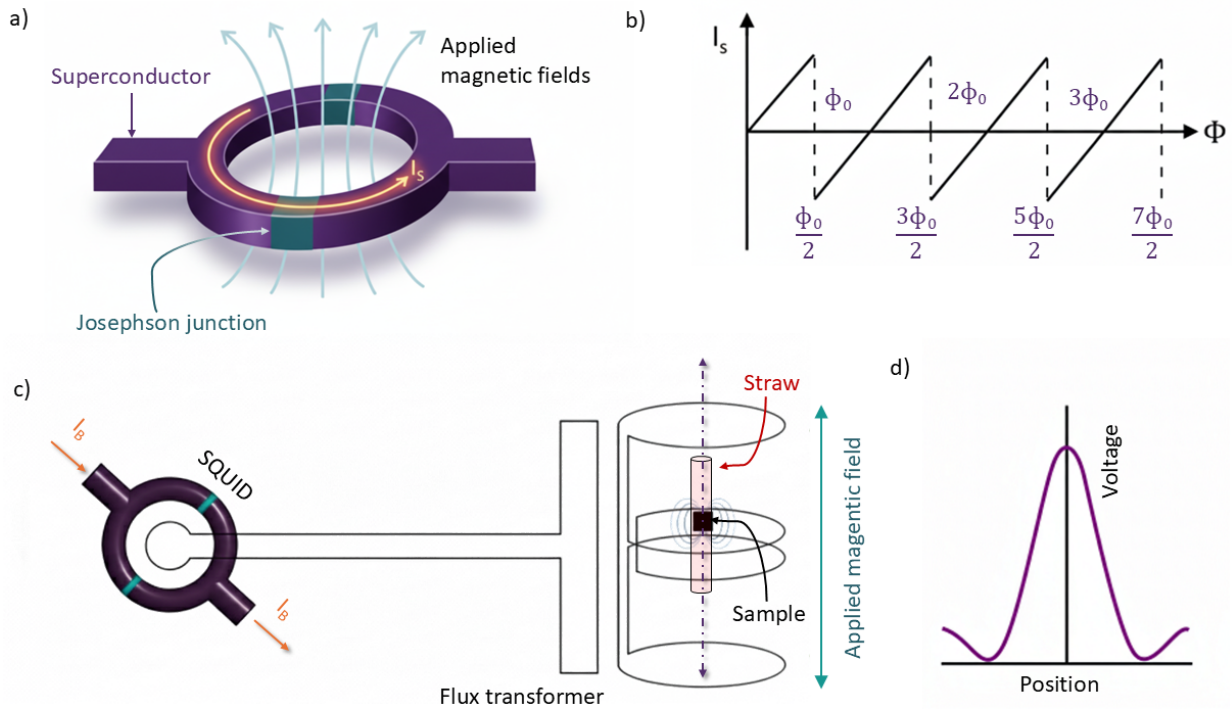 a)
Applied
magnetic fields
Superconductor
I_s
Josephson junction
b)
I_s
ϕ₀
2ϕ₀
3ϕ₀
Φ
ϕ₀/2
3ϕ₀/2
5ϕ₀/2
7ϕ₀/2
c)
I_B
SQUID
I_B
Flux transformer
Straw
Sample
Applied magentic field
d)
Voltage
Position